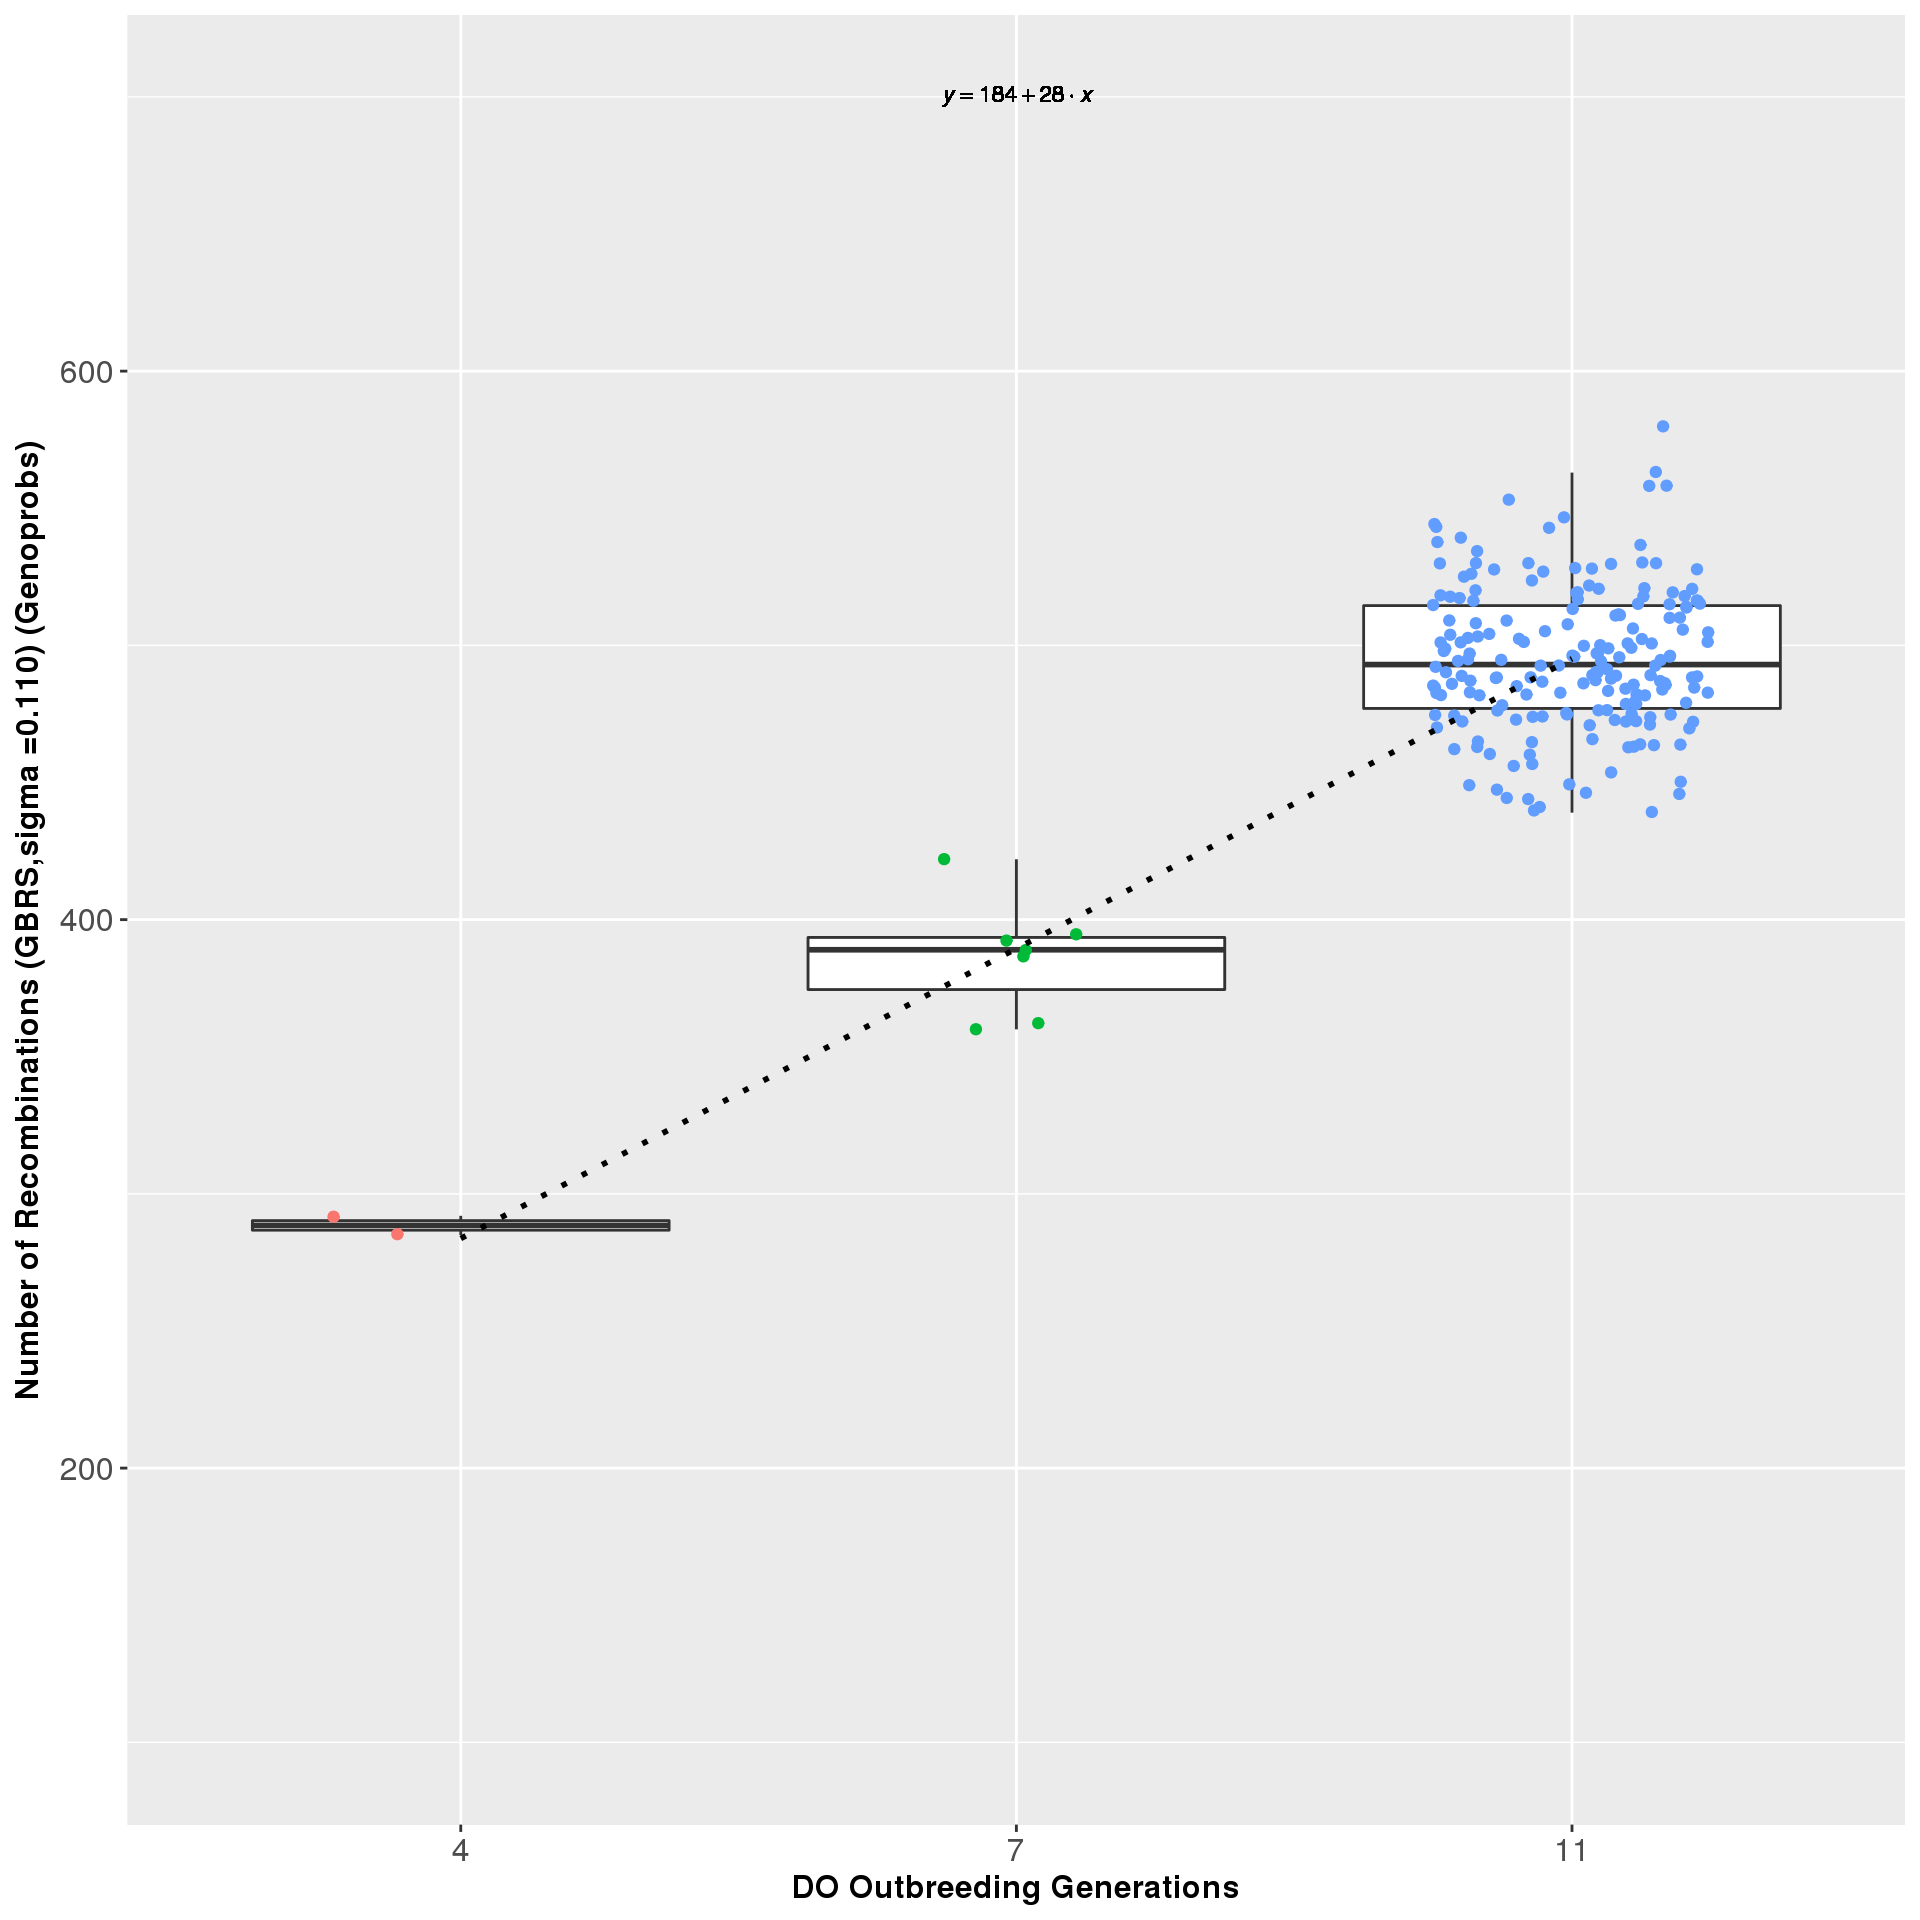 y = 184 + 28 · x
600
400
200
Number of Recombinations (GBRS,sigma =0.110) (Genoprobs)
4 7 11
DO Outbreeding Generations